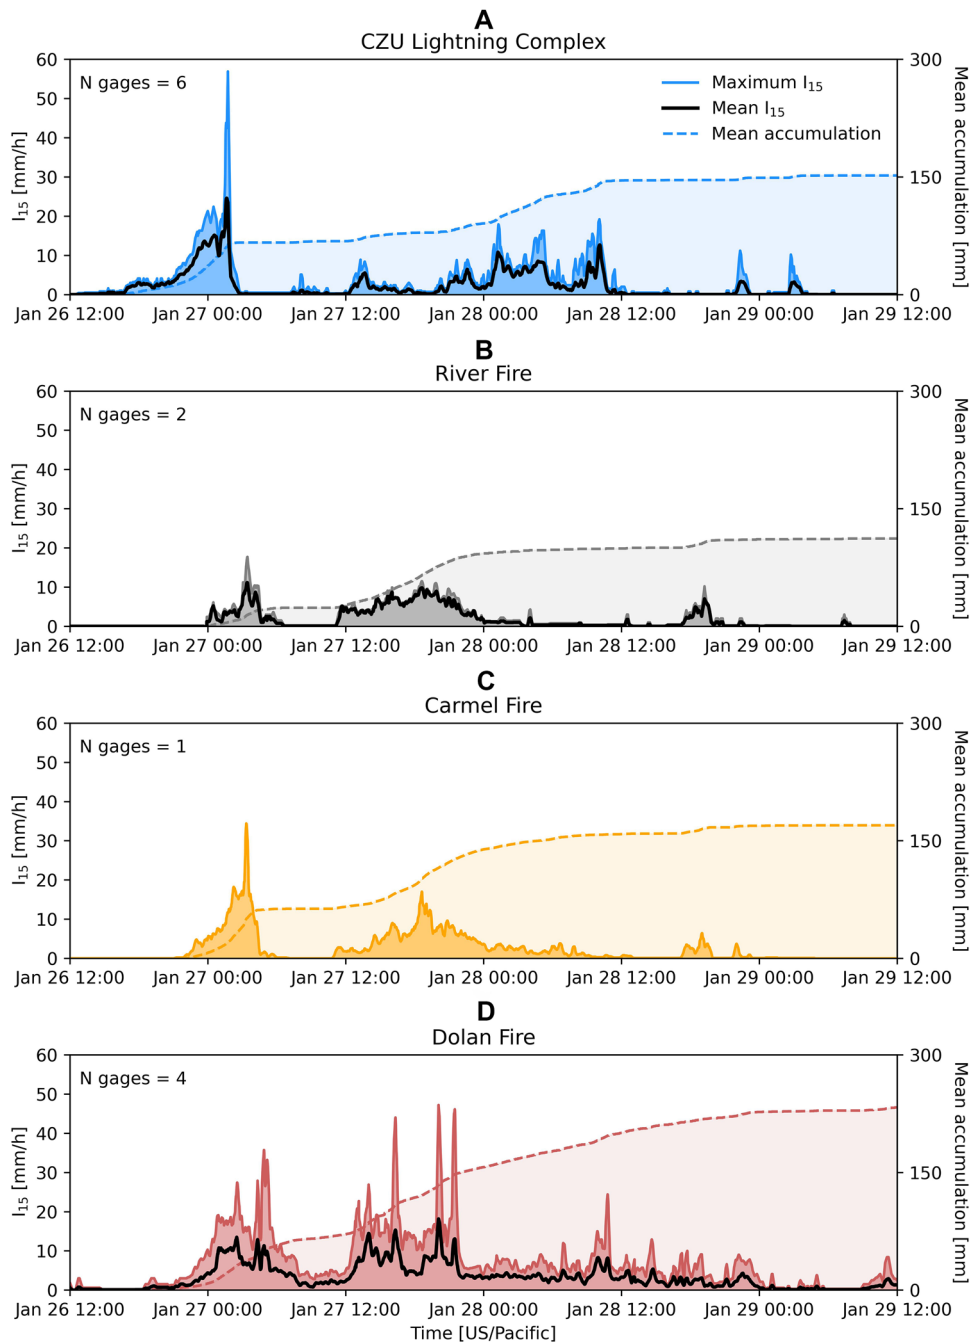 A
CZU Lightning Complex
N gages = 6
Maximum I₁₅
Mean I₁₅
Mean accumulation
60
50
40
30
20
10
0
I₁₅ [mm/h]
300
150
0
Mean accumulation [mm]
Jan 26 12:00 Jan 27 00:00 Jan 27 12:00 Jan 28 00:00 Jan 28 12:00 Jan 29 00:00 Jan 29 12:00
B
River Fire
N gages = 2
60
50
40
30
20
10
0
I₁₅ [mm/h]
300
150
0
Mean accumulation [mm]
Jan 26 12:00 Jan 27 00:00 Jan 27 12:00 Jan 28 00:00 Jan 28 12:00 Jan 29 00:00 Jan 29 12:00
C
Carmel Fire
N gages = 1
60
50
40
30
20
10
0
I₁₅ [mm/h]
300
150
0
Mean accumulation [mm]
Jan 26 12:00 Jan 27 00:00 Jan 27 12:00 Jan 28 00:00 Jan 28 12:00 Jan 29 00:00 Jan 29 12:00
D
Dolan Fire
N gages = 4
60
50
40
30
20
10
0
I₁₅ [mm/h]
300
150
0
Mean accumulation [mm]
Jan 26 12:00 Jan 27 00:00 Jan 27 12:00 Jan 28 00:00 Jan 28 12:00 Jan 29 00:00 Jan 29 12:00
Time [US/Pacific]